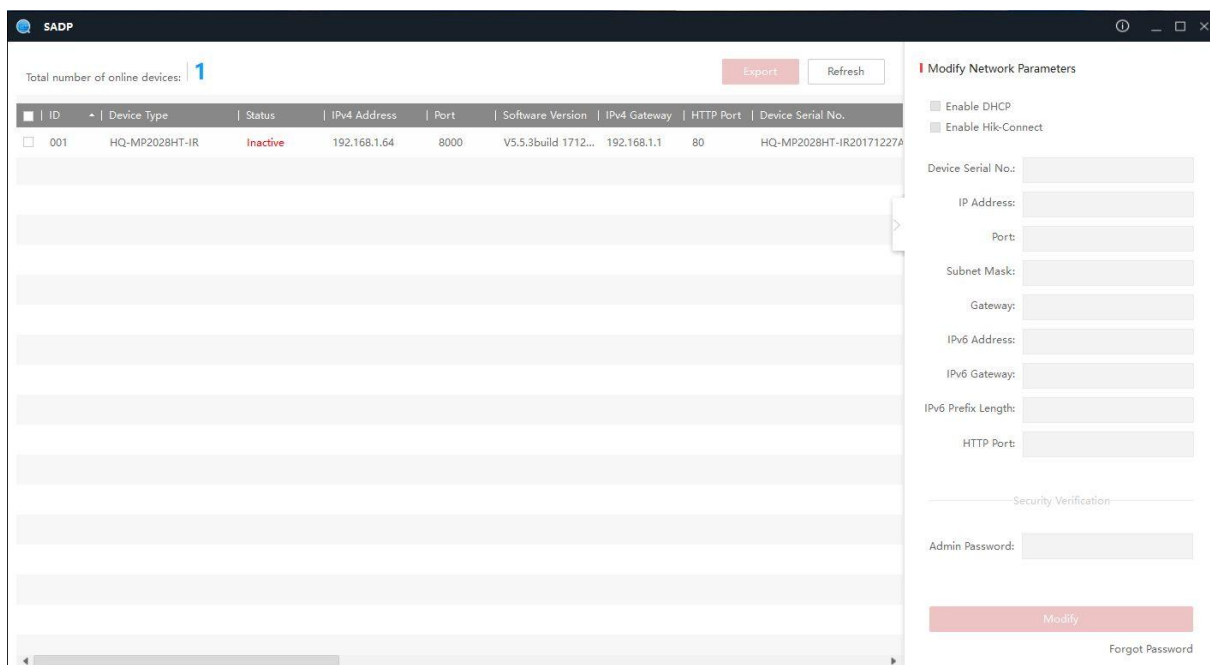 SADP
Total number of online devices: 1
Export
Refresh
ID | Device Type | Status | IPv4 Address | Port | Software Version | IPv4 Gateway | HTTP Port | Device Serial No.
001 HQ-MP2028HT-IR Inactive 192.168.1.64 8000 V5.5.3build 1712... 192.168.1.1 80 HQ-MP2028HT-IR20171227A
Modify Network Parameters
Enable DHCP
Enable Hik-Connect
Device Serial No.:
IP Address:
Port:
Subnet Mask:
Gateway:
IPv6 Address:
IPv6 Gateway:
IPv6 Prefix Length:
HTTP Port:
Security Verification
Admin Password:
Modify
Forgot Password